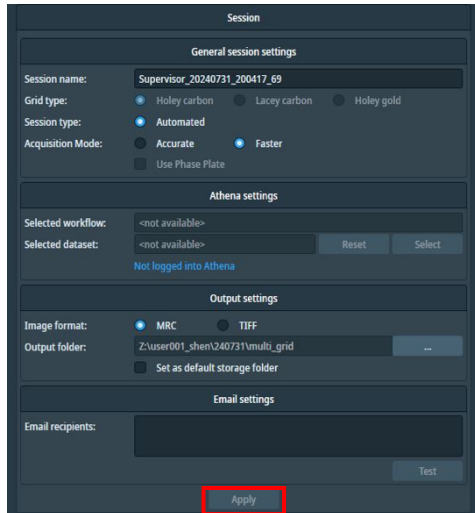 Session
General session settings
Session name: Supervisor_20240731_200417_69
Grid type: Holey carbon Lacey carbon Holey gold
Session type: Automated
Acquisition Mode: Accurate Faster
Use Phase Plate
Athena settings
Selected workflow: <not available>
Selected dataset: <not available> Reset Select
Not logged into Athena
Output settings
Image format: MRC TIFF
Output folder: Z:\user001_shen\240731\multi_grid ...
Set as default storage folder
Email settings
Email recipients:
Test
Apply